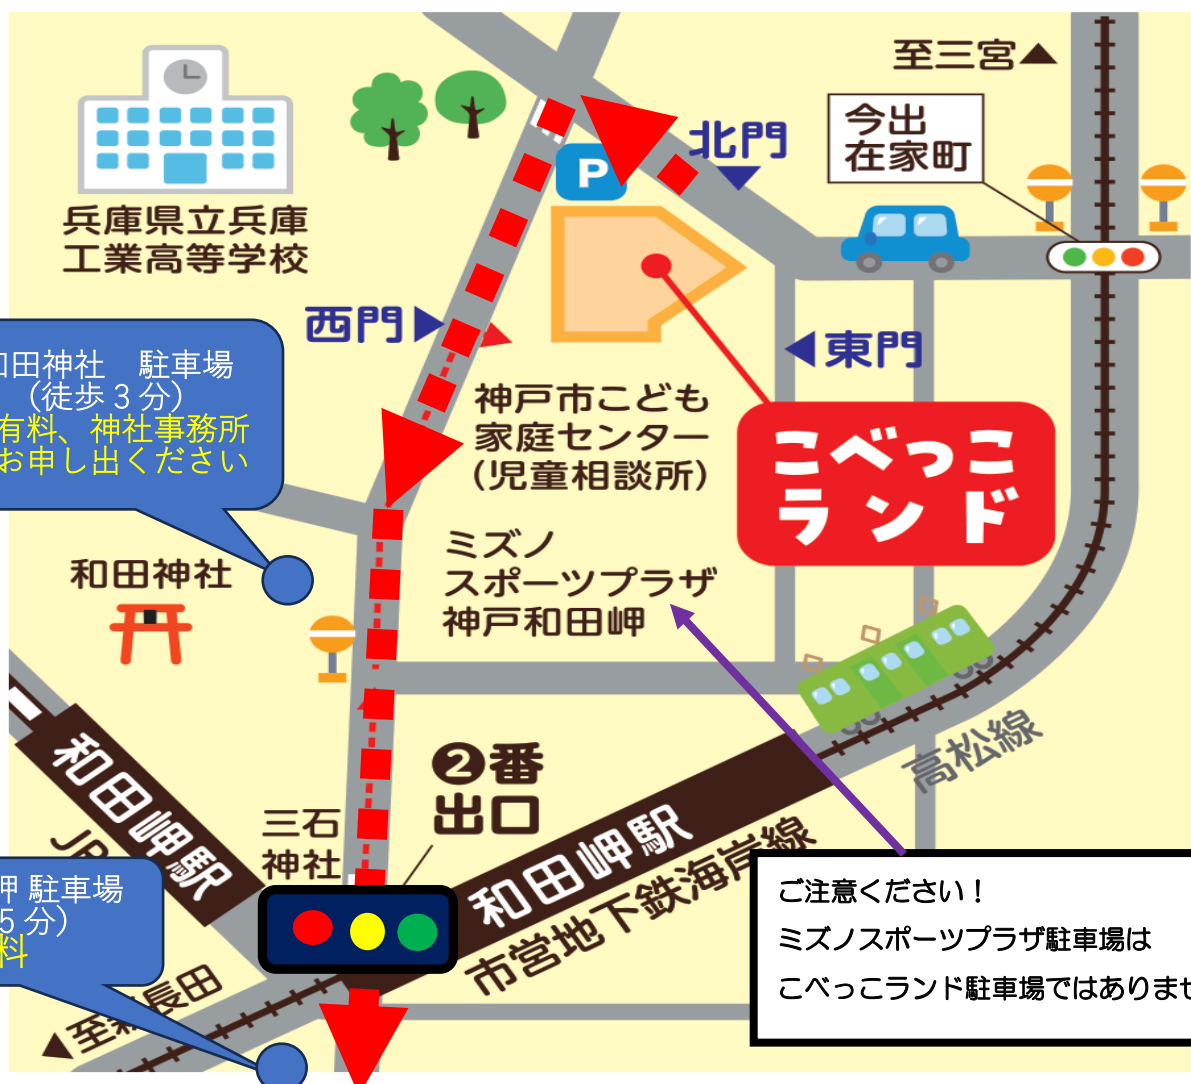 至三宮▲
今出
在家町
北門
P
兵庫県立兵庫
工業高等学校
西門
東門
田神社　駐車場
(徒歩3分)
有料、神社事務所
お申し出ください
神戸市こども
家庭センター
(児童相談所)
こべっこ
ランド
ミズノ
スポーツプラザ
神戸和田岬
和田神社
高松線
❷番
出口
三石
神社
和田岬駅
JR
和田岬駅
市営地下鉄海岸線
岬 駐車場
5分)
料
◀至新長田
ご注意ください！
ミズノスポーツプラザ駐車場は
こべっこランド駐車場ではありませ